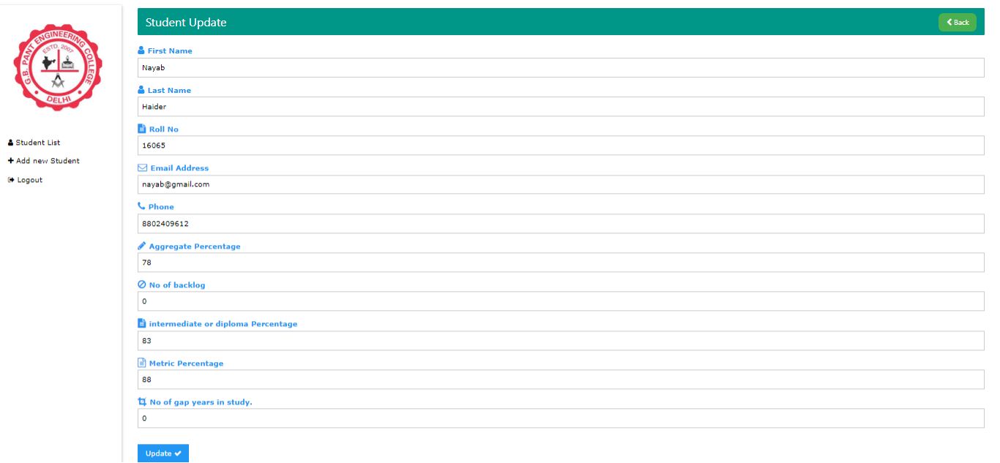 G.B. PANT ENGINEERING COLLEGE
ESTD. 2007
DELHI
Student List
Add new Student
Logout
Student Update
Back
First Name
Nayab
Last Name
Haider
Roll No
16065
Email Address
nayab@gmail.com
Phone
8802409612
Aggregate Percentage
78
No of backlog
0
intermediate or diploma Percentage
83
Metric Percentage
88
No of gap years in study.
0
Update